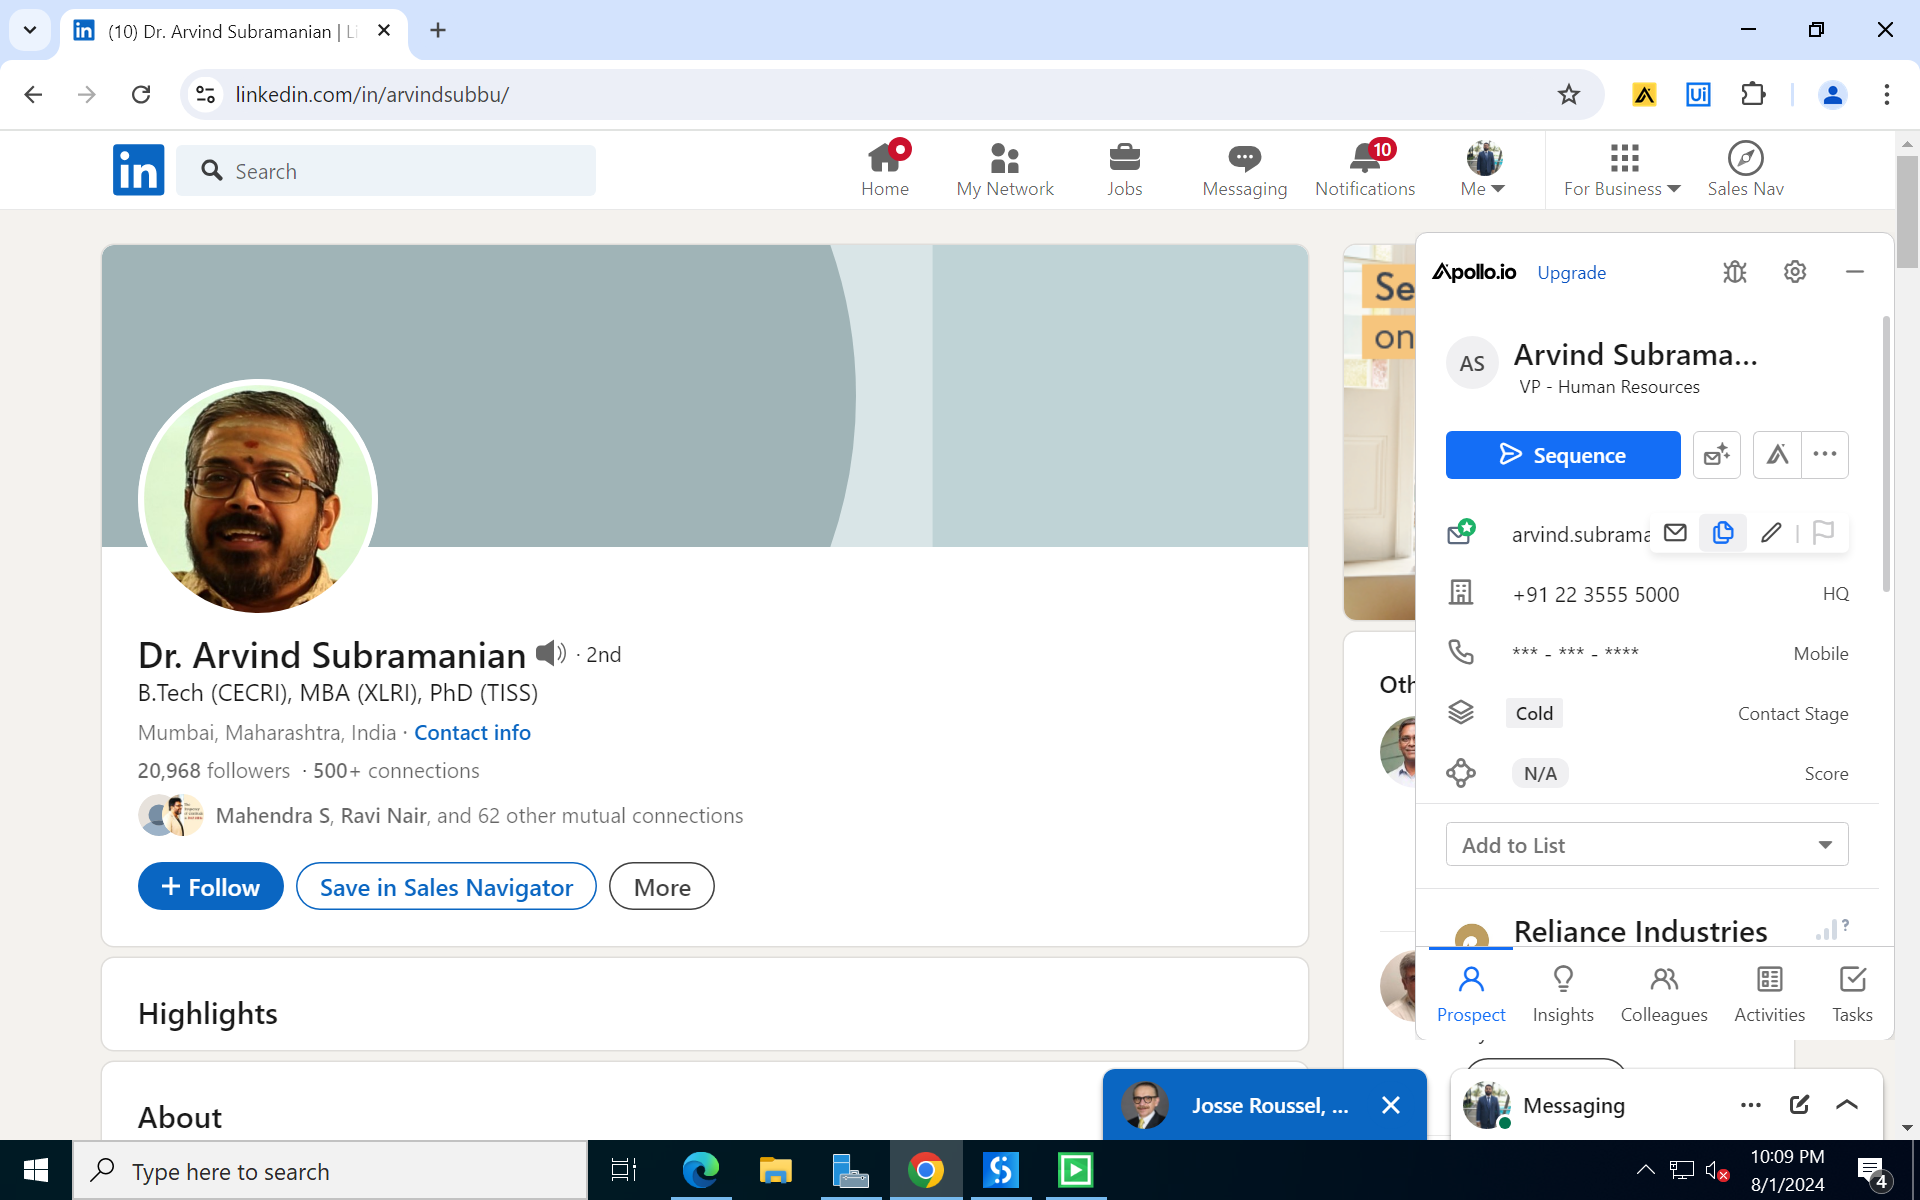 (10) Dr. Arvind Subramanian | Li
linkedin.com/in/arvindsubbu/
Search
Home
My Network
Jobs
Messaging
10
Notifications
Me
For Business
Sales Nav
Se
on
Apollo.io
Upgrade
AS
Arvind Subrama...
VP - Human Resources
Sequence
arvind.subrama
+91 22 3555 5000
HQ
*** - *** - ****
Mobile
Cold
Contact Stage
N/A
Score
Add to List
Reliance Industries
?
Prospect
Insights
Colleagues
Activities
Tasks
Dr. Arvind Subramanian · 2nd
B.Tech (CECRI), MBA (XLRI), PhD (TISS)
Mumbai, Maharashtra, India · Contact info
20,968 followers · 500+ connections
Mahendra S, Ravi Nair, and 62 other mutual connections
+ Follow
Save in Sales Navigator
More
Highlights
About
Oth
Josse Roussel, ...
Messaging
Type here to search
10:09 PM
8/1/2024
4